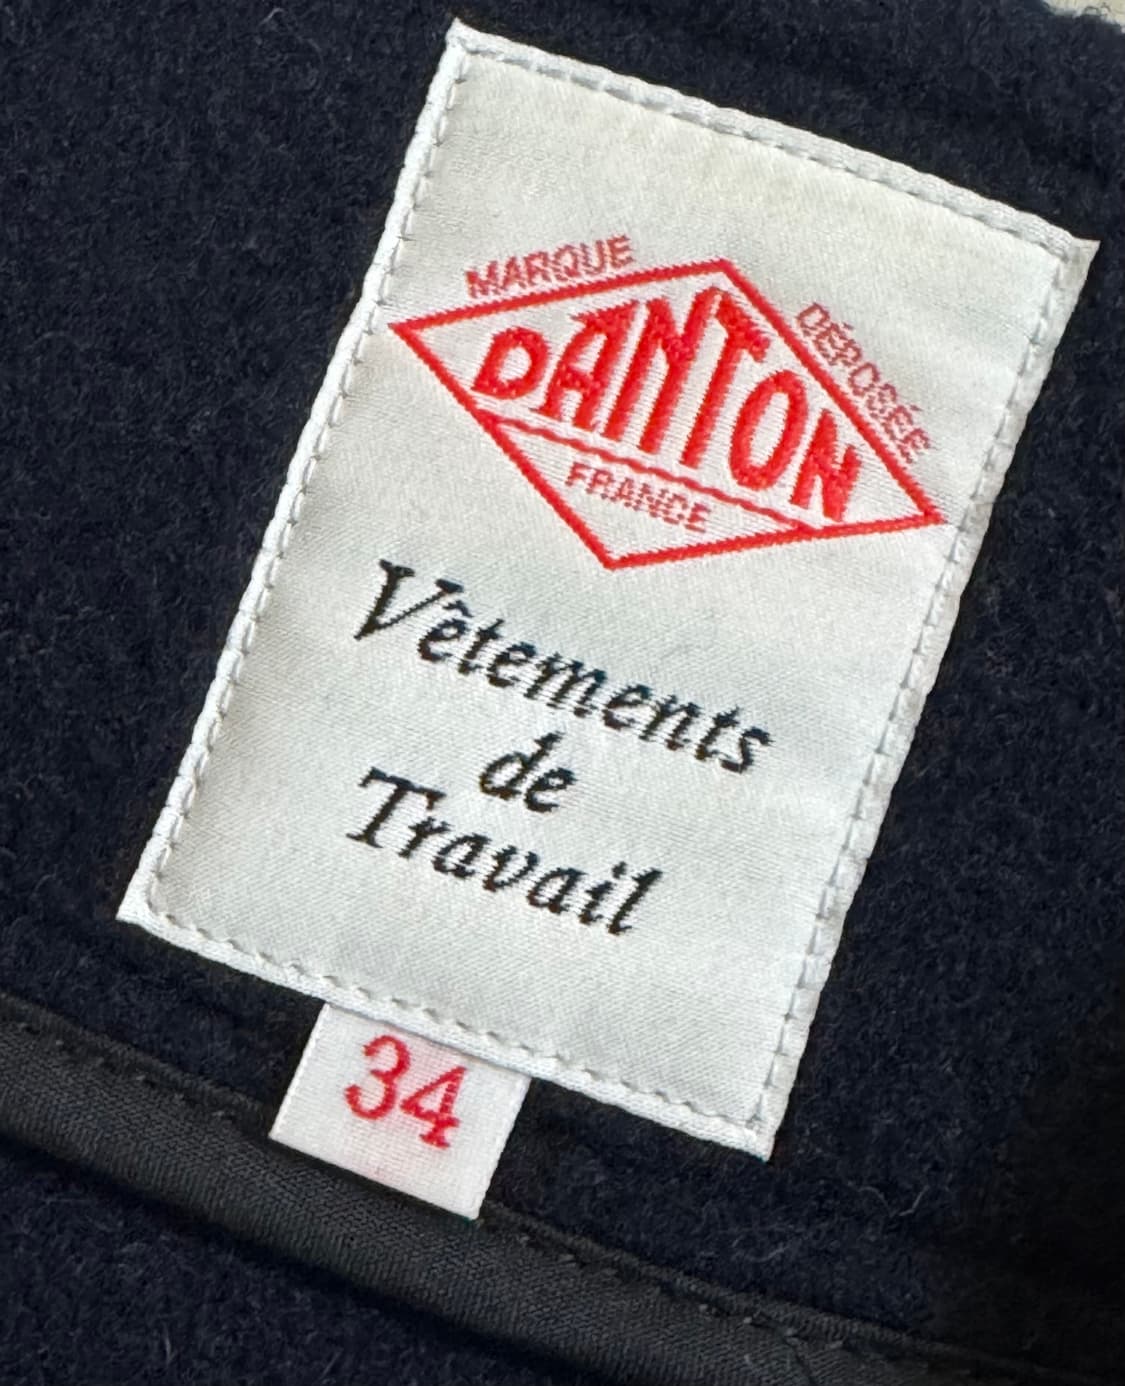 MARQUE DÉPOSÉE
DANTON
FRANCE
Vêtements
de
Travail
34